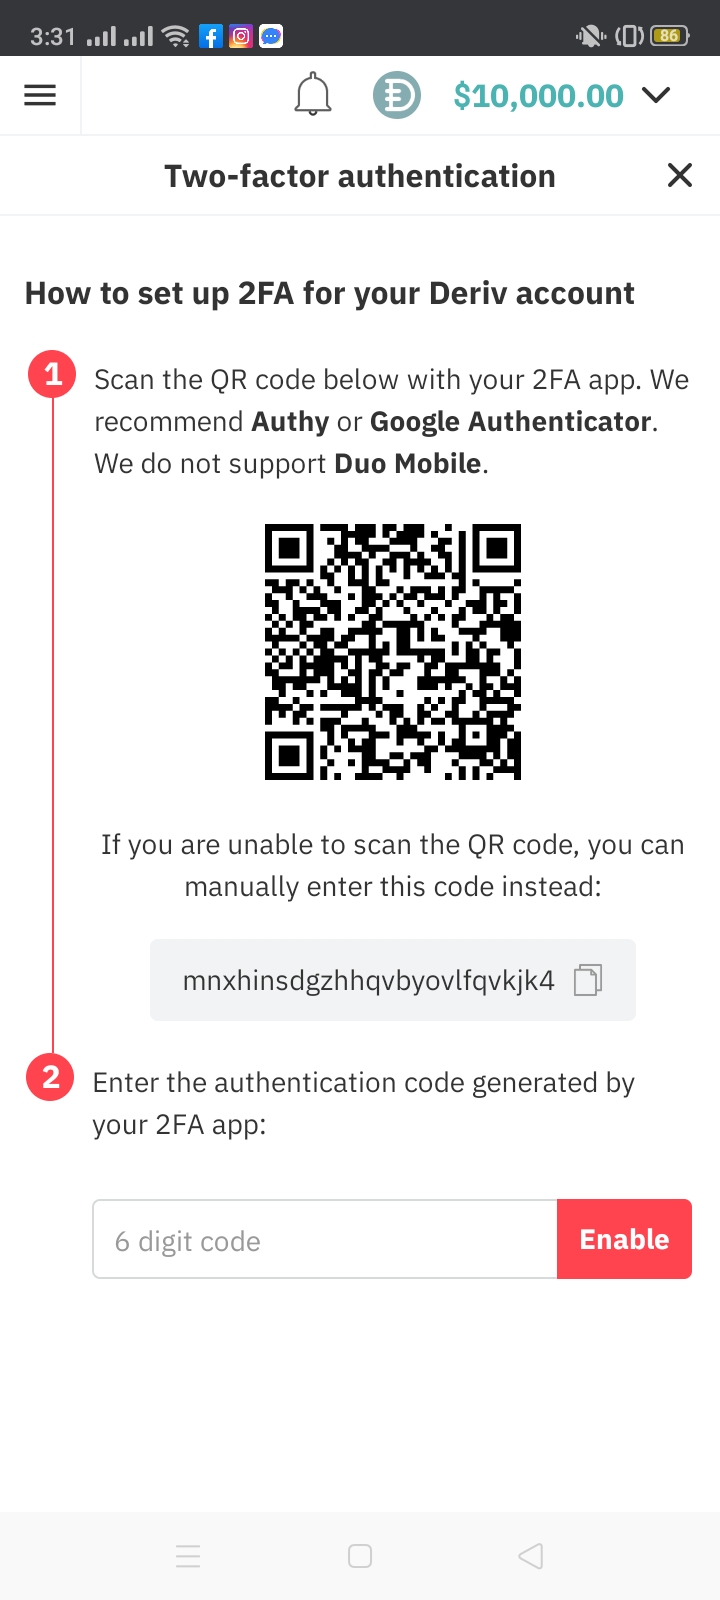 3:31
86
$10,000.00
Two-factor authentication
How to set up 2FA for your Deriv account
1
Scan the QR code below with your 2FA app. We
recommend Authy or Google Authenticator.
We do not support Duo Mobile.
If you are unable to scan the QR code, you can
manually enter this code instead:
mnxhinsdgzhhqvbyovlfqvkjk4
2
Enter the authentication code generated by
your 2FA app:
6 digit code
Enable